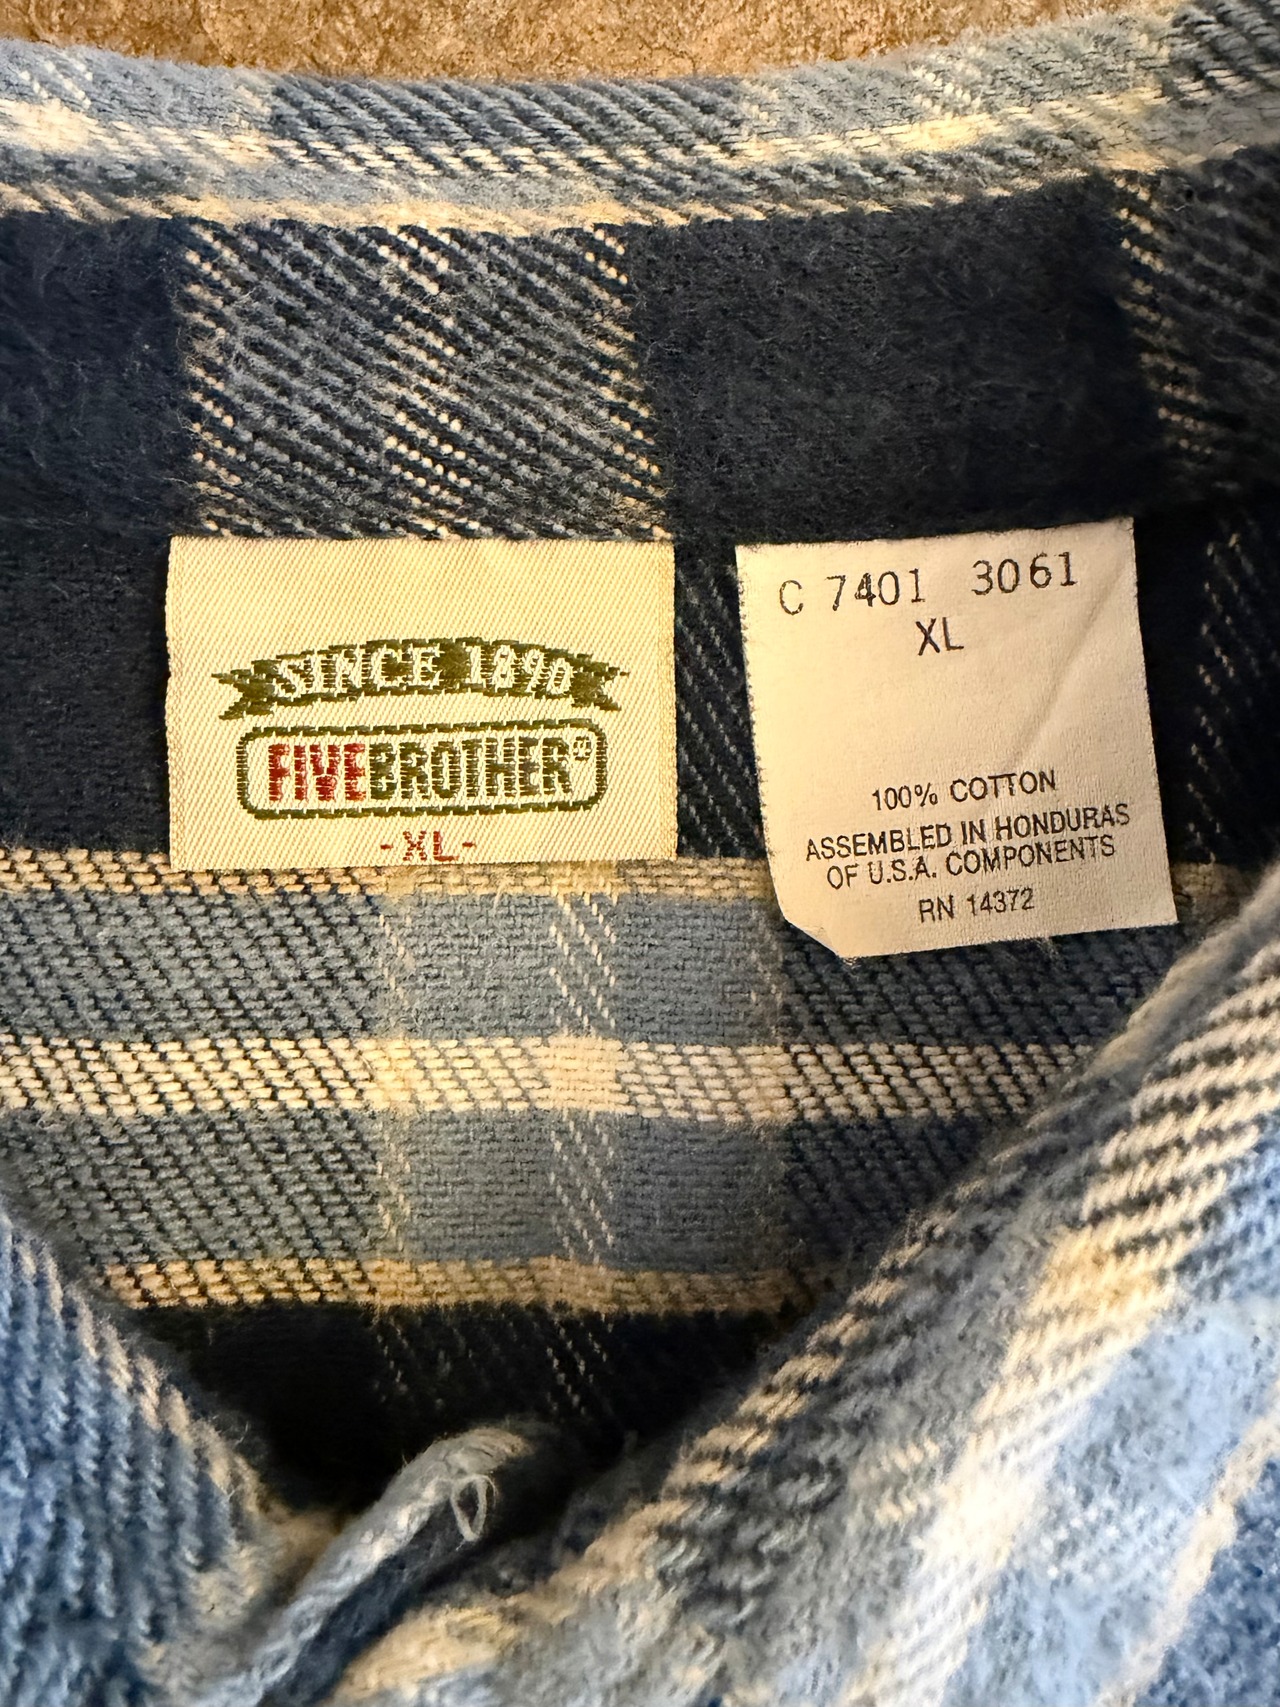 SINCE 1890
FIVEBROTHER®
-XL-
C 7401 3061
XL
100% COTTON
ASSEMBLED IN HONDURAS
OF U.S.A. COMPONENTS
RN 14372